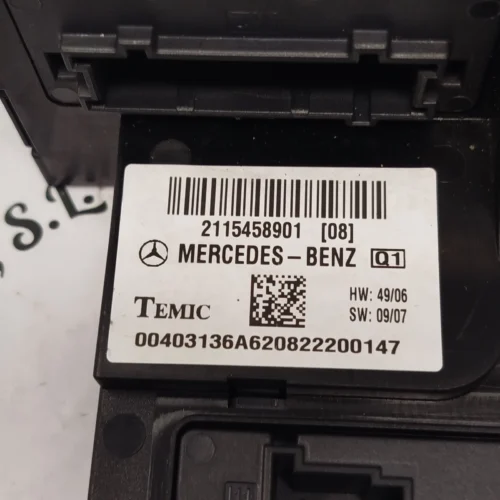 2115458901 [08]
MERCEDES-BENZ Q1
TEMIC
HW: 49/06
SW: 09/07
00403136A620822200147
S.L.